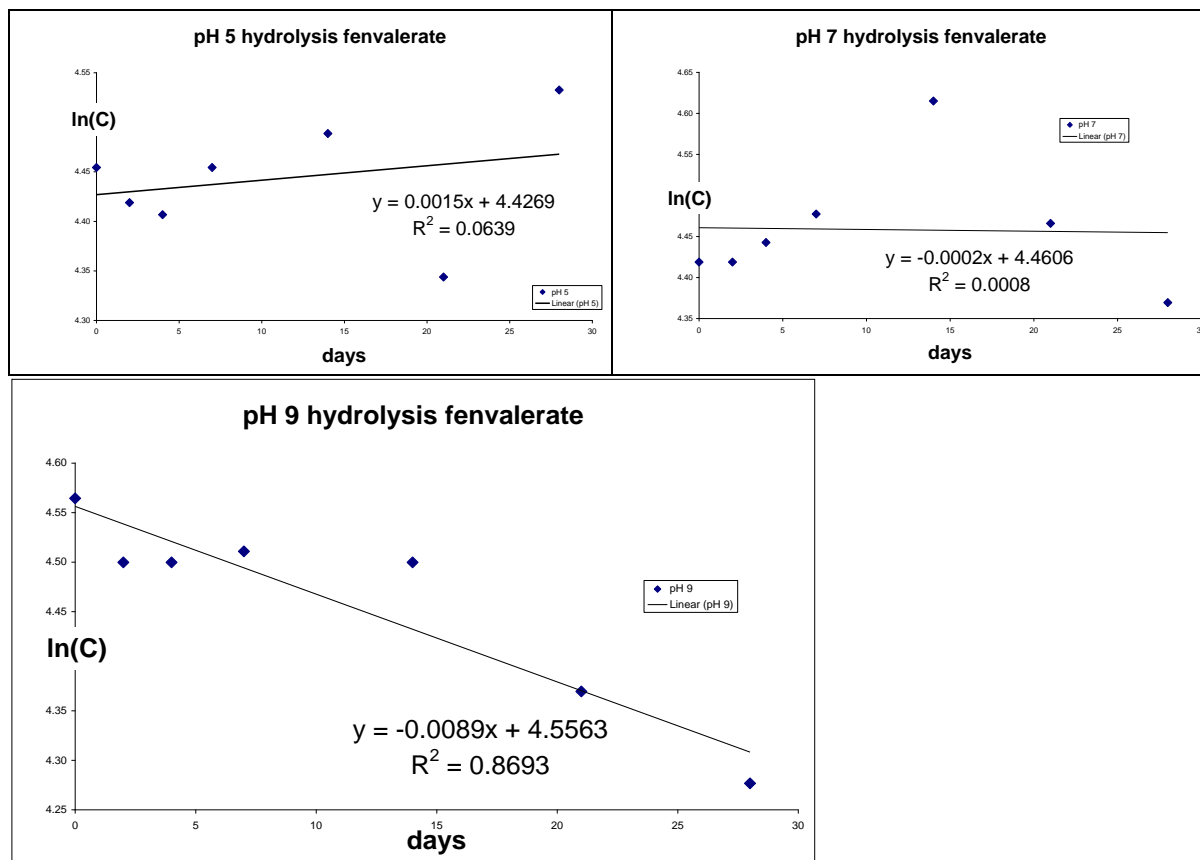 pH 5 hydrolysis fenvalerate
4.55
ln(C)
4.45
4.40
y = 0.0015x + 4.4269
R² = 0.0639
4.35
pH 5
Linear (pH 5)
4.30
0 5 10 15 20 25 30
days
pH 7 hydrolysis fenvalerate
4.65
4.60
pH 7
Linear (pH 7)
4.55
ln(C)
4.45
y = -0.0002x + 4.4606
4.40
R² = 0.0008
4.35
0 5 10 15 20 25 30
days
pH 9 hydrolysis fenvalerate
4.60
4.55
4.50
pH 9
Linear (pH 9)
4.45
ln(C)
4.35
y = -0.0089x + 4.5563
R² = 0.8693
4.30
4.25
0 5 10 15 20 25 30
days